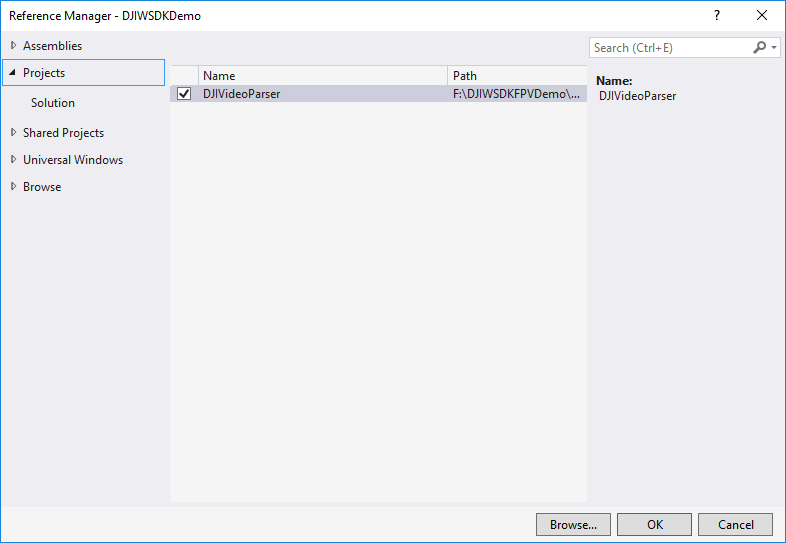 Reference Manager - DJIWSDKDemo
?
Assemblies
Projects
Solution
Shared Projects
Universal Windows
Browse
Name Path
DJIVideoParser F:\DJIWSDKFPVDemo\...
Search (Ctrl+E)
Name:
DJIVideoParser
Browse... OK Cancel